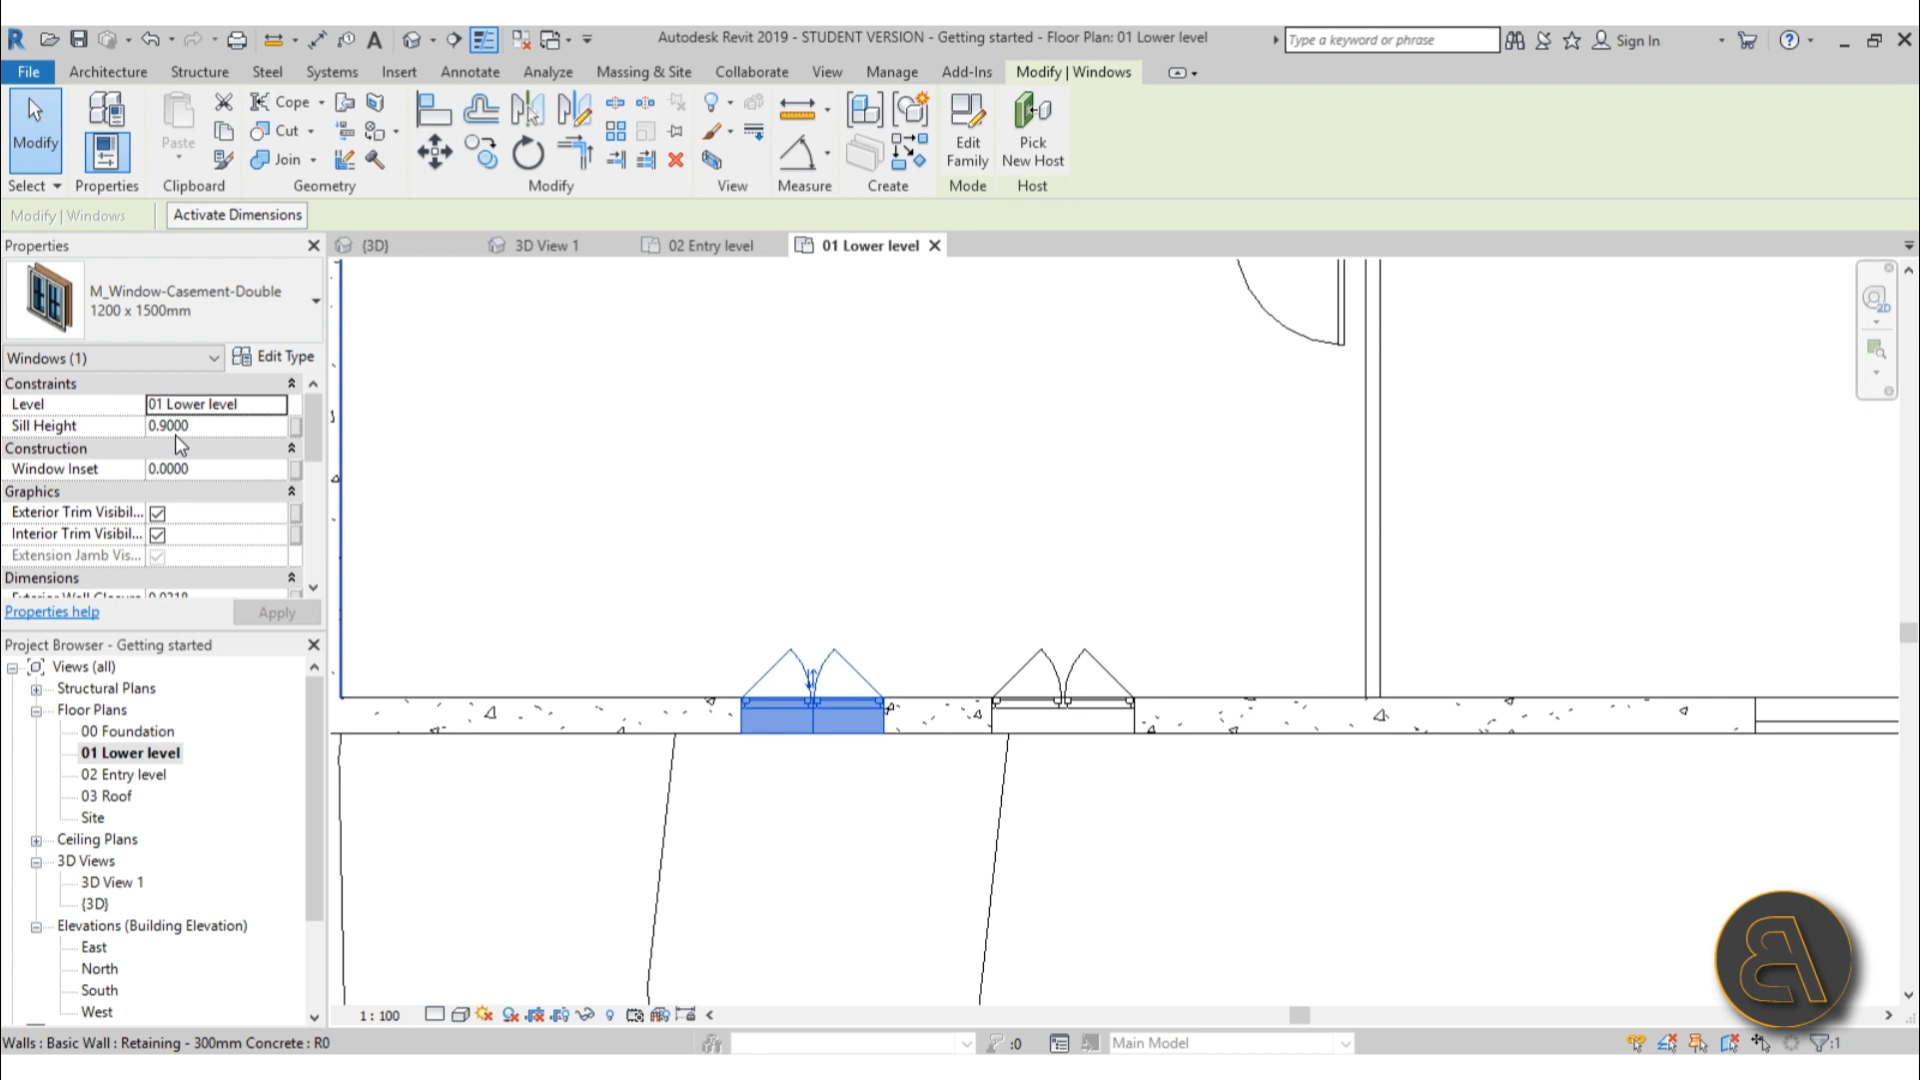 Autodesk Revit 2019 - STUDENT VERSION - Getting started - Floor Plan: 01 Lower level
Type a keyword or phrase
Sign In
File Architecture Structure Steel Systems Insert Annotate Analyze Massing & Site Collaborate View Manage Add-Ins Modify | Windows
Modify
Paste
Cope
Cut
Join
Edit Family
Pick New Host
Select Properties Clipboard Geometry Modify View Measure Create Mode Host
Modify | Windows Activate Dimensions
Properties
{3D} 3D View 1 02 Entry level 01 Lower level
M_Window-Casement-Double
1200 x 1500mm
Windows (1) Edit Type
Constraints
Level 01 Lower level
Sill Height 0.9000
Construction
Window Inset 0.0000
Graphics
Exterior Trim Visibil...
Interior Trim Visibil...
Extension Jamb Vis...
Dimensions
Exterior Wall Closure 0.0318
Properties help Apply
Project Browser - Getting started
Views (all)
Structural Plans
Floor Plans
00 Foundation
01 Lower level
02 Entry level
03 Roof
Site
Ceiling Plans
3D Views
3D View 1
{3D}
Elevations (Building Elevation)
East
North
South
West
2D
1 : 100
Walls : Basic Wall : Retaining - 300mm Concrete : R0
:0
Main Model
:1